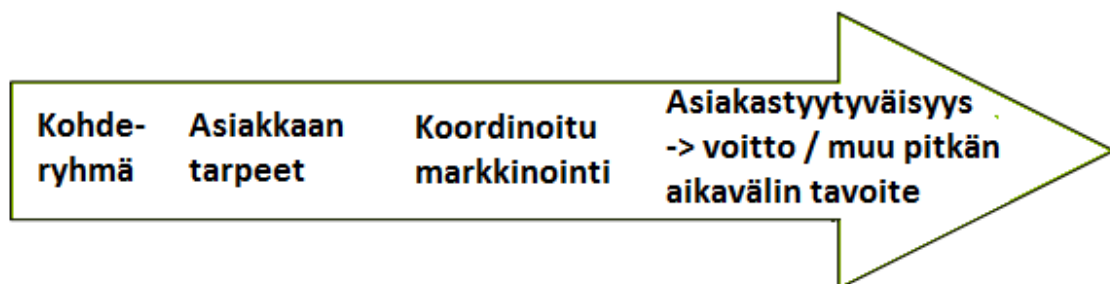 Kohde-
ryhmä
Asiakkaan
tarpeet
Koordinoitu
markkinointi
Asiakastyytyväisyys
-> voitto / muu pitkän
aikavälin tavoite